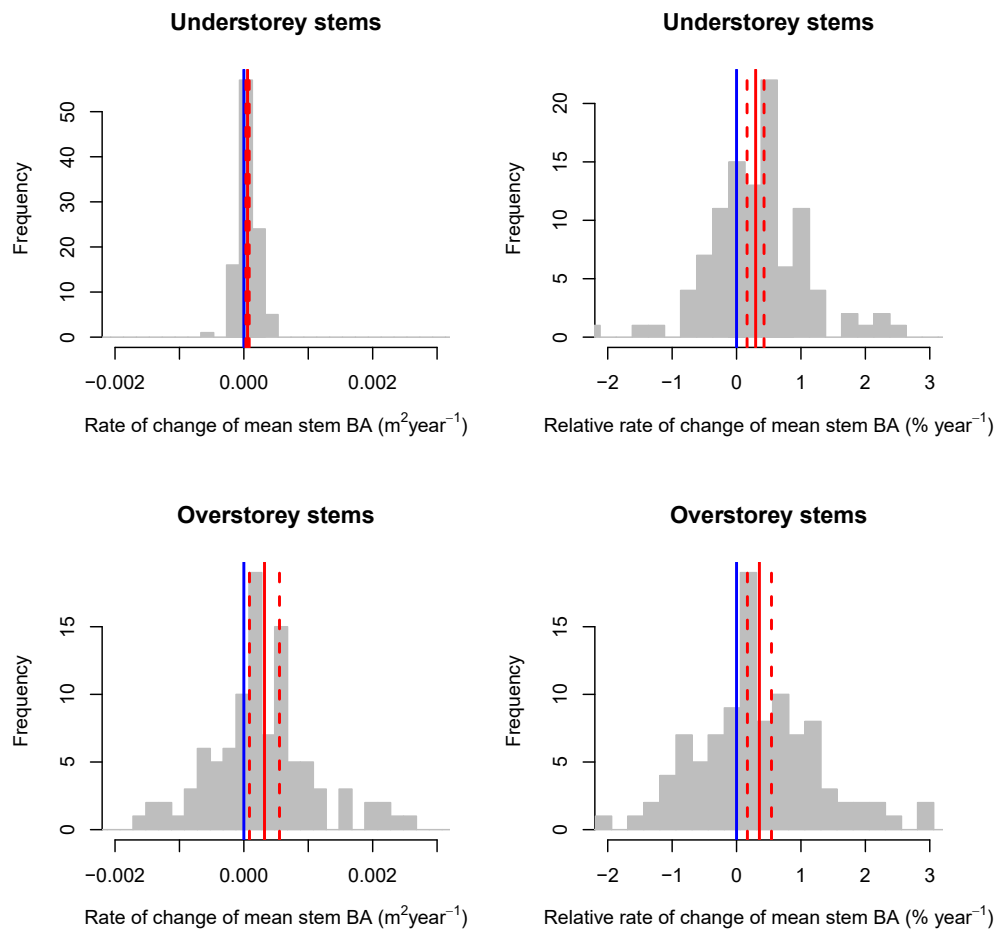 Understorey stems
Frequency
0 10 20 30 40 50
−0.002 0.000 0.002
Rate of change of mean stem BA (m²year⁻¹)
Understorey stems
Frequency
0 5 10 15 20
−2 −1 0 1 2 3
Relative rate of change of mean stem BA (% year⁻¹)
Overstorey stems
Frequency
0 5 10 15
−0.002 0.000 0.002
Rate of change of mean stem BA (m²year⁻¹)
Overstorey stems
Frequency
0 5 10 15
−2 −1 0 1 2 3
Relative rate of change of mean stem BA (% year⁻¹)